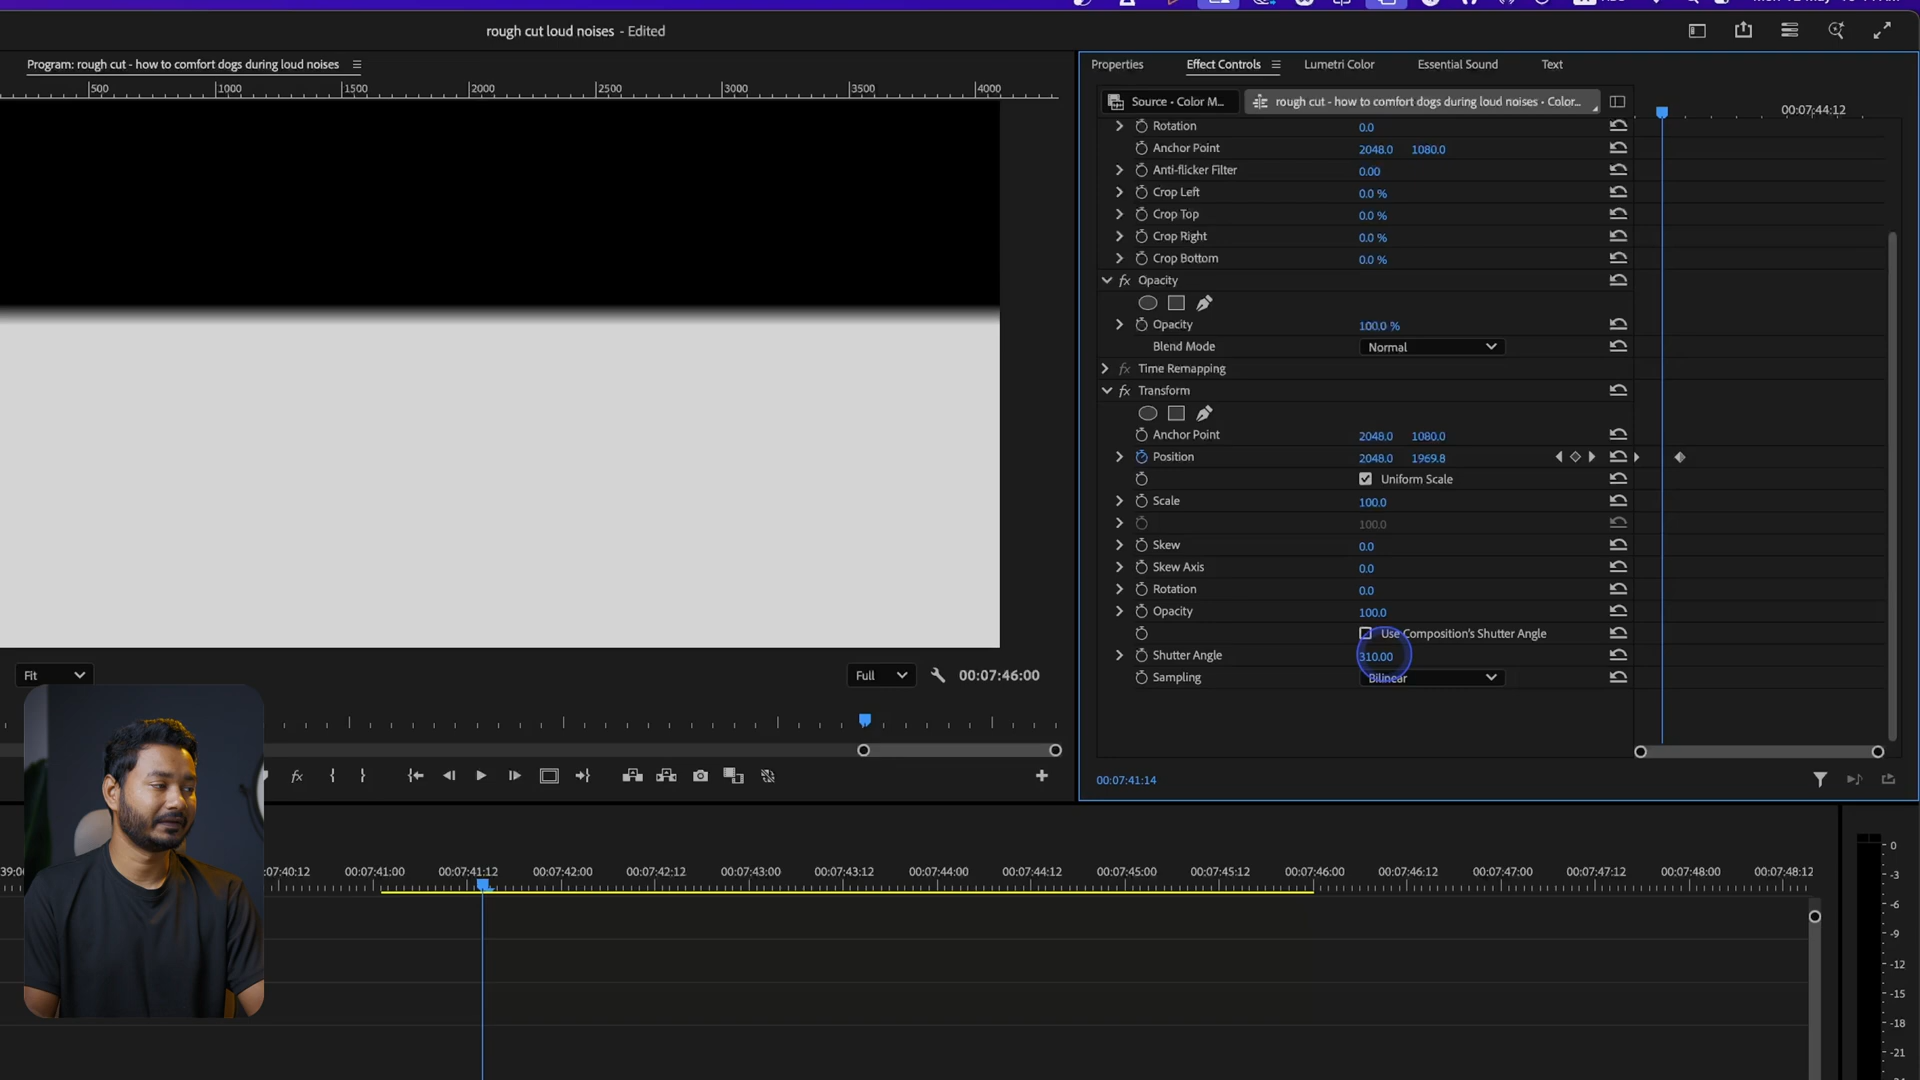 rough cut loud noises - Edited
Program: rough cut - how to comfort dogs during loud noises
500 1000 1500 2000 2500 3000 3500 4000
Properties Effect Controls Lumetri Color Essential Sound Text
Source • Color M... rough cut - how to comfort dogs during loud noises • Color... 00:07:44:12
Rotation 0.0
Anchor Point 2048.0 1080.0
Anti-flicker Filter 0.00
Crop Left 0.0 %
Crop Top 0.0 %
Crop Right 0.0 %
Crop Bottom 0.0 %
fx Opacity
Opacity 100.0 %
Blend Mode Normal
fx Time Remapping
fx Transform
Anchor Point 2048.0 1080.0
Position 2048.0 1969.8
Uniform Scale
Scale 100.0
100.0
Skew 0.0
Skew Axis 0.0
Rotation 0.0
Opacity 100.0
Use Composition's Shutter Angle
Shutter Angle 310.00
Sampling Bilinear
Fit Full 00:07:46:00
fx
00:07:41:14
39:00 :07:40:12 00:07:41:00 00:07:41:12 00:07:42:00 00:07:42:12 00:07:43:00 00:07:43:12 00:07:44:00 00:07:44:12 00:07:45:00 00:07:45:12 00:07:46:00 00:07:46:12 00:07:47:00 00:07:47:12 00:07:48:00 00:07:48:12
0
-3
-6
-9
-12
-15
-18
-21